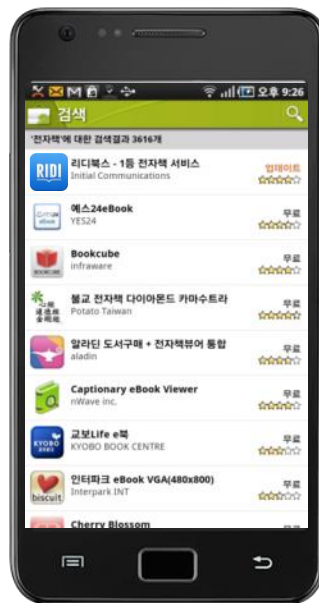 오후 9:26
검색
'전자책'에 대한 검색결과 3616개
RIDI
리디북스 - 1등 전자책 서비스
업데이트
Initial Communications
예스24eBook
무료
YES24
Bookcube
무료
infraware
불교 전자책 다이아몬드 카마수트라
무료
Potato Taiwan
알라딘 도서구매 + 전자책뷰어 통합
무료
aladin
Captionary eBook Viewer
무료
nWave inc.
KYOBO
교보Life e북
무료
KYOBO BOOK CENTRE
biscuit
인터파크 eBook VGA(480x800)
무료
Interpark INT
Cherry Blossom
무료